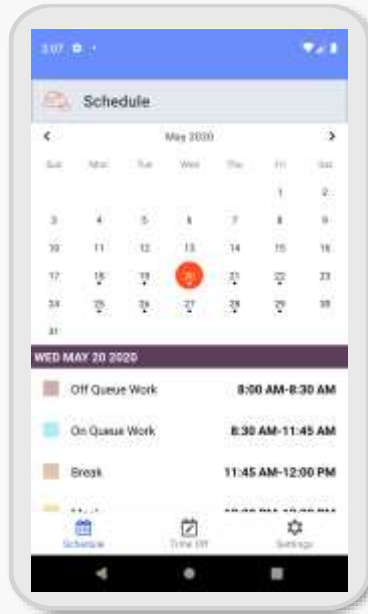 3:07
Schedule
May 2020
Sun Mon Tue Wed Thu Fri Sat
1 2
3 4 5 6 7 8 9
10 11 12 13 14 15 16
17 18 19 20 21 22 23
24 25 26 27 28 29 30
31
WED MAY 20 2020
Off Queue Work 8:00 AM-8:30 AM
On Queue Work 8:30 AM-11:45 AM
Break 11:45 AM-12:00 PM
Schedule Time Off Settings